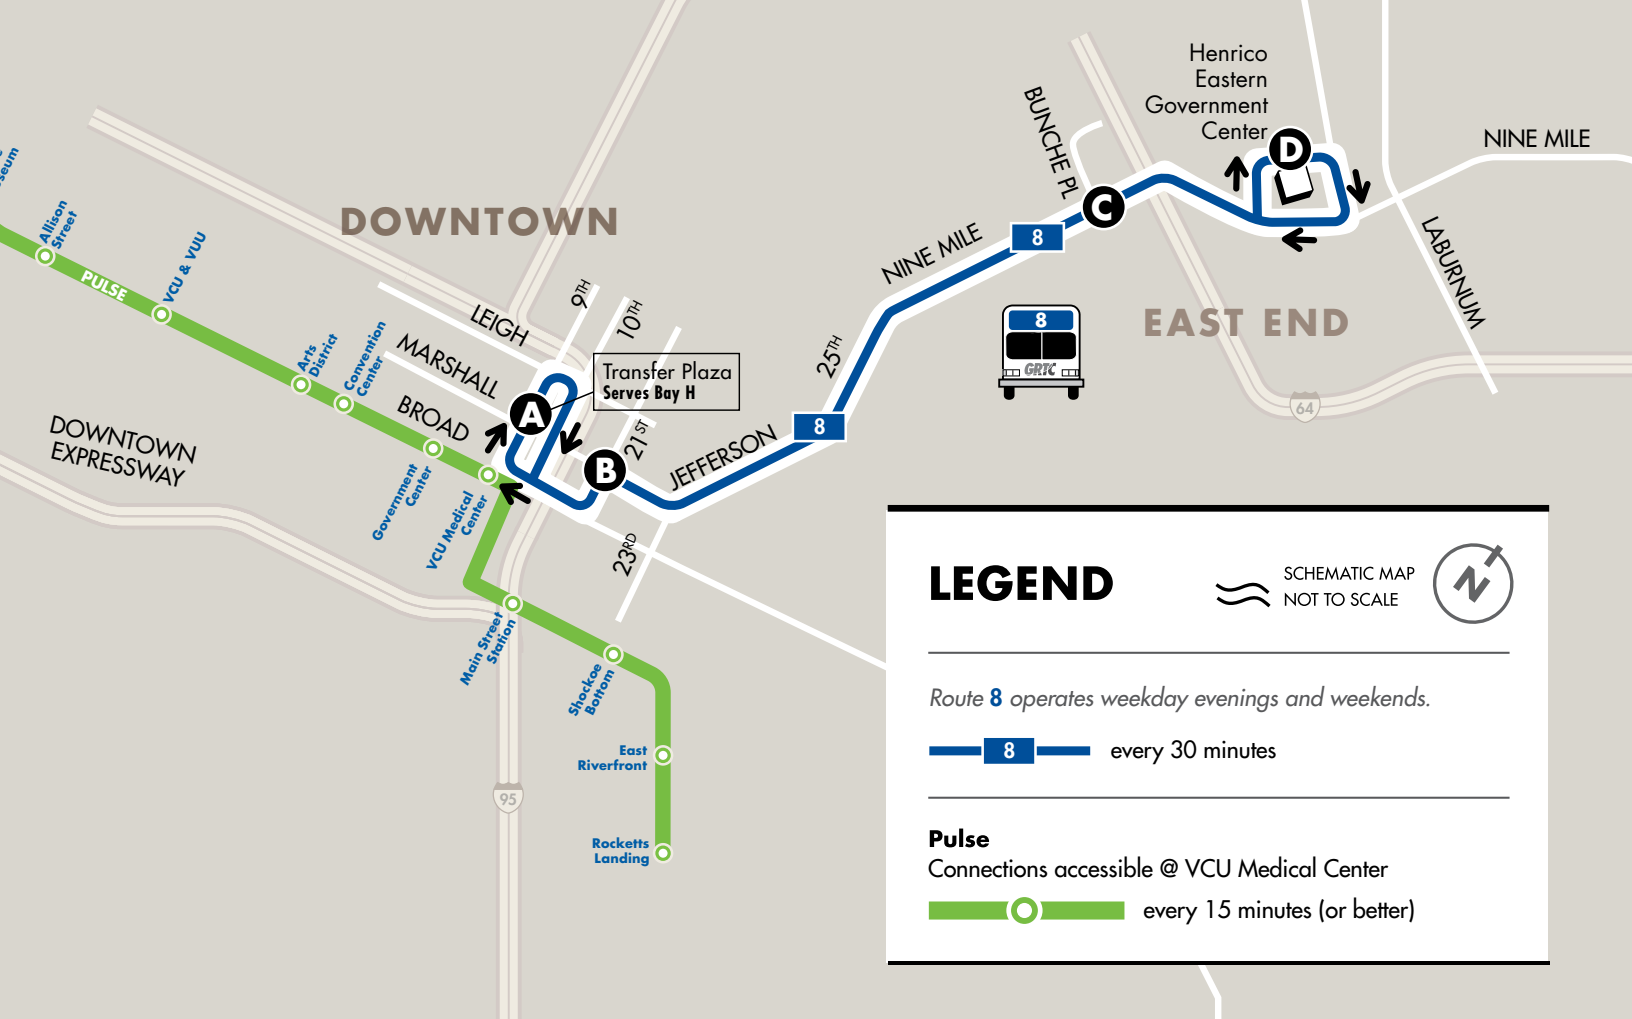 Henrico
Eastern
Government
Center
D
NINE MILE
BUNCHE PL
C
LABURNUM
8
NINE MILE
EAST END
8
GRTC
64
25TH
8
JEFFERSON
DOWNTOWN
9TH
10TH
LEIGH
MARSHALL
BROAD
Transfer Plaza
Serves Bay H
A
B
21ST
23RD
seum
Allison
Street
PULSE
VCU & VUU
Arts
District
Convention
Center
Government
Center
VCU Medical
Center
DOWNTOWN
EXPRESSWAY
Main Street
Station
Shockoe
Bottom
East
Riverfront
Rocketts
Landing
95
LEGEND
SCHEMATIC MAP
NOT TO SCALE
N
Route 8 operates weekday evenings and weekends.
8 every 30 minutes
Pulse
Connections accessible @ VCU Medical Center
every 15 minutes (or better)